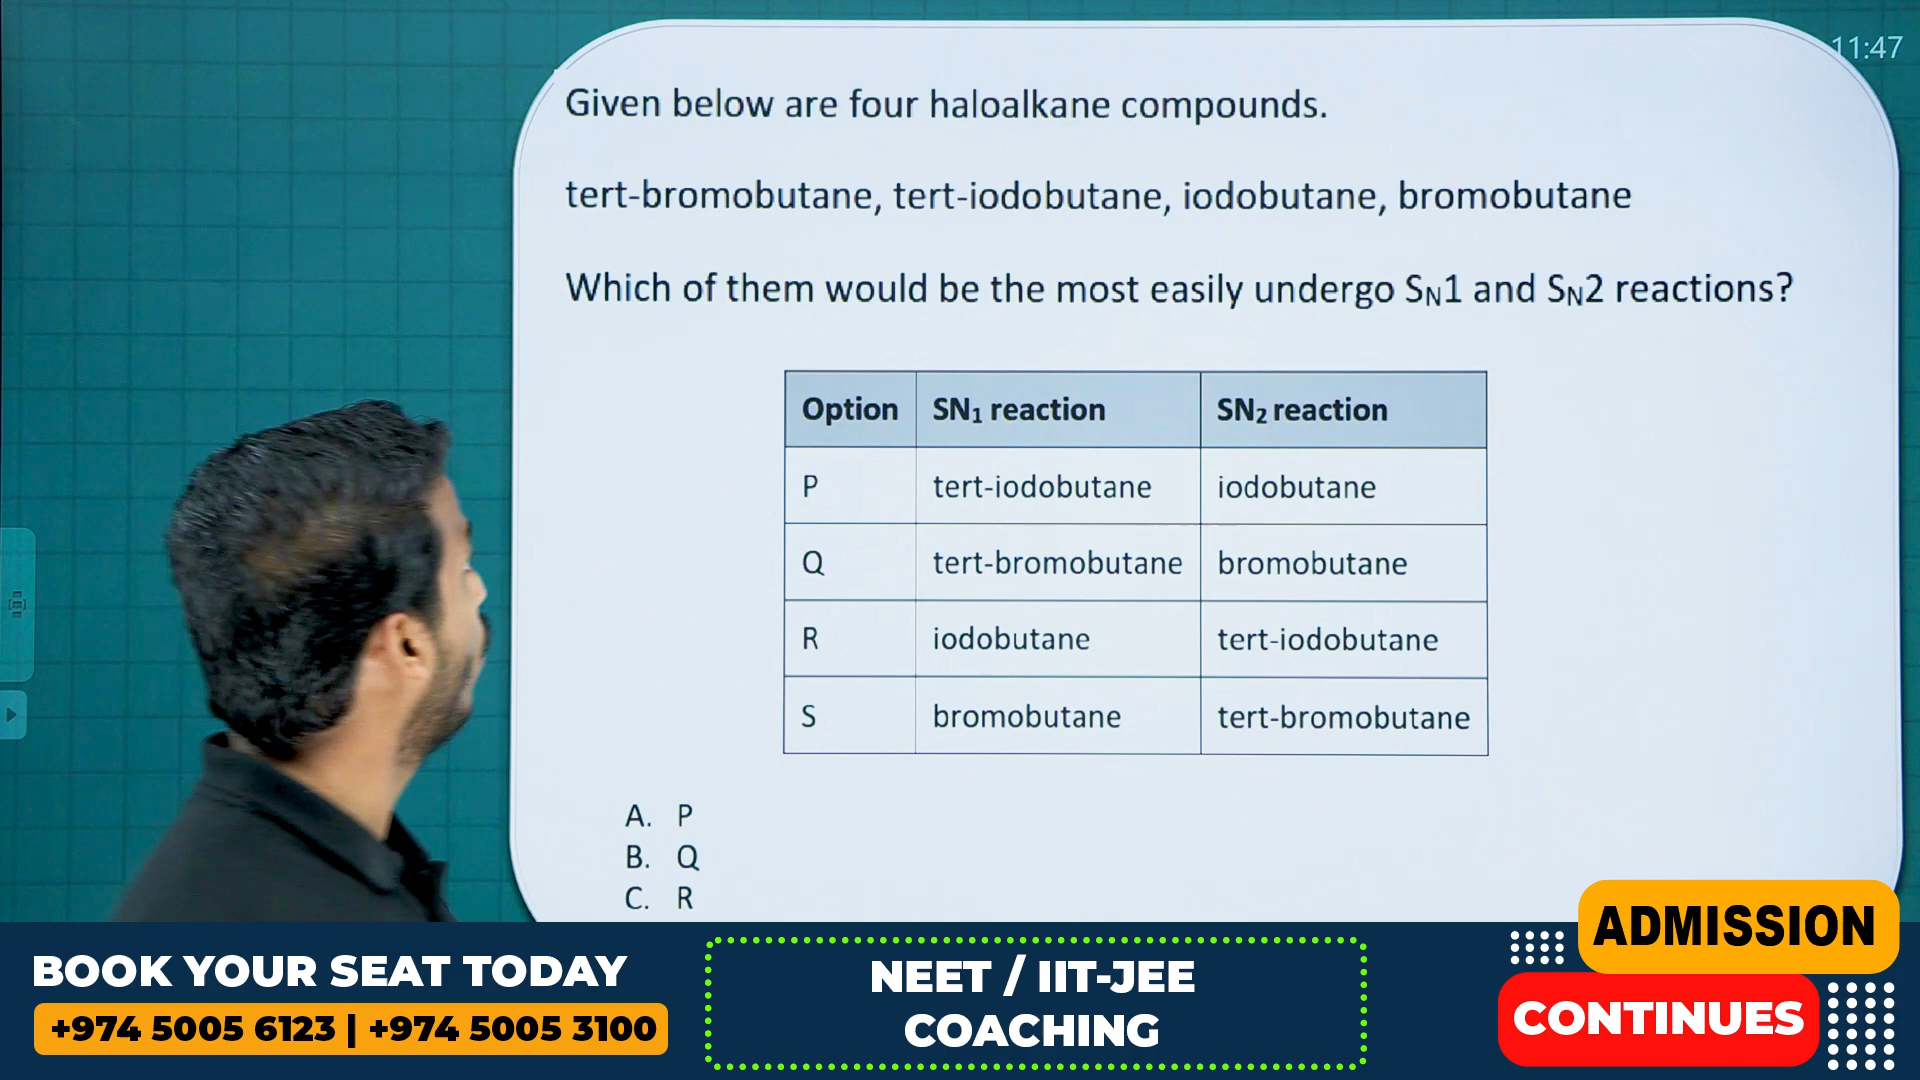 11:47
Given below are four haloalkane compounds.
tert-bromobutane, tert-iodobutane, iodobutane, bromobutane
Which of them would be the most easily undergo SN1 and SN2 reactions?
Option SN1 reaction SN2 reaction
P tert-iodobutane iodobutane
Q tert-bromobutane bromobutane
R iodobutane tert-iodobutane
S bromobutane tert-bromobutane
A. P
B. Q
C. R
BOOK YOUR SEAT TODAY
+974 5005 6123 | +974 5005 3100
NEET / IIT-JEE
COACHING
ADMISSION
CONTINUES